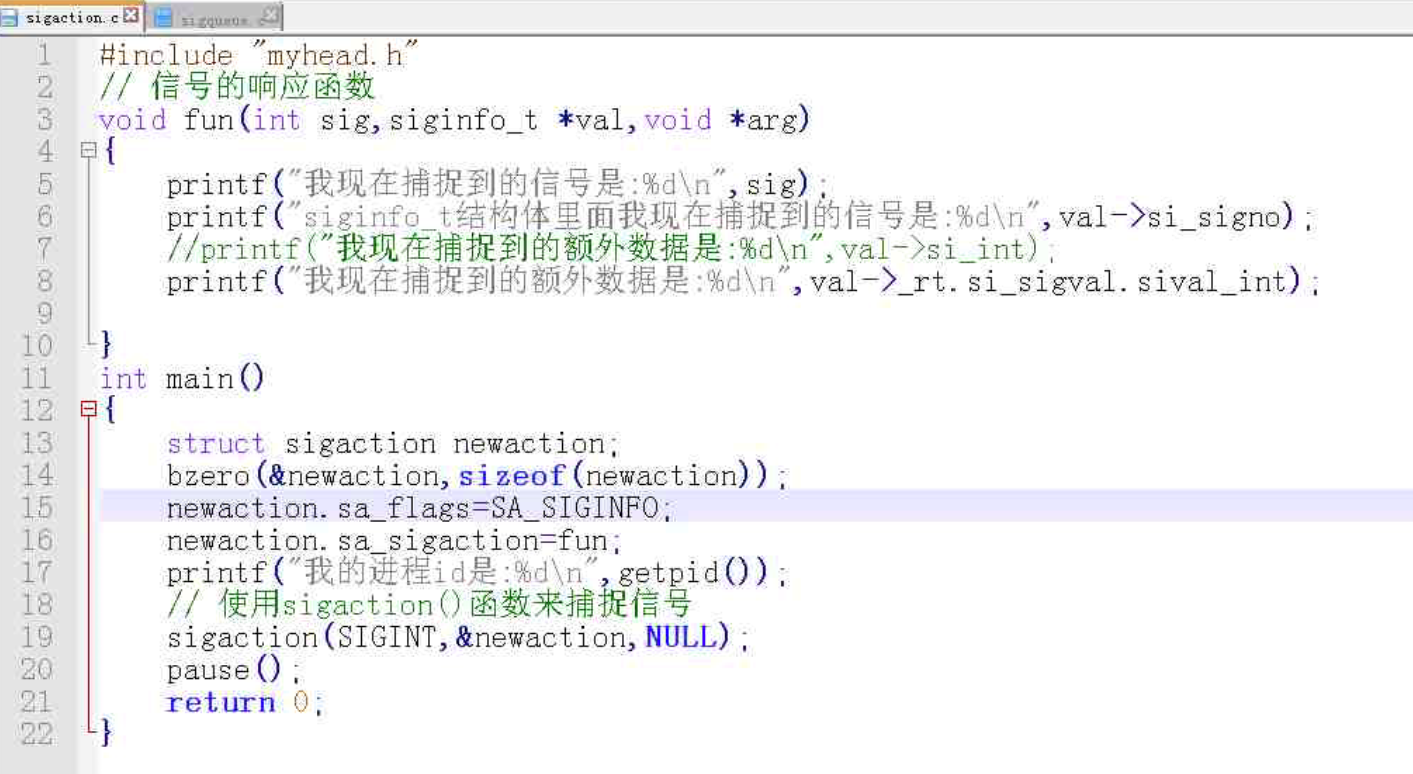 sigaction.c sigqueue.c
1 #include "myhead.h"
2 // 信号的响应函数
3 void fun(int sig,siginfo_t *val,void *arg)
4 {
5 printf("我现在捕捉到的信号是:%d\n",sig);
6 printf("siginfo_t结构体里面我现在捕捉到的信号是:%d\n",val->si_signo);
7 //printf("我现在捕捉到的额外数据是:%d\n",val->si_int);
8 printf("我现在捕捉到的额外数据是:%d\n",val->_rt.si_sigval.sival_int);
9
10 }
11 int main()
12 {
13 struct sigaction newaction;
14 bzero(&newaction,sizeof(newaction));
15 newaction.sa_flags=SA_SIGINFO;
16 newaction.sa_sigaction=fun;
17 printf("我的进程id是:%d\n",getpid());
18 // 使用sigaction()函数来捕捉信号
19 sigaction(SIGINT,&newaction,NULL);
20 pause();
21 return 0;
22 }